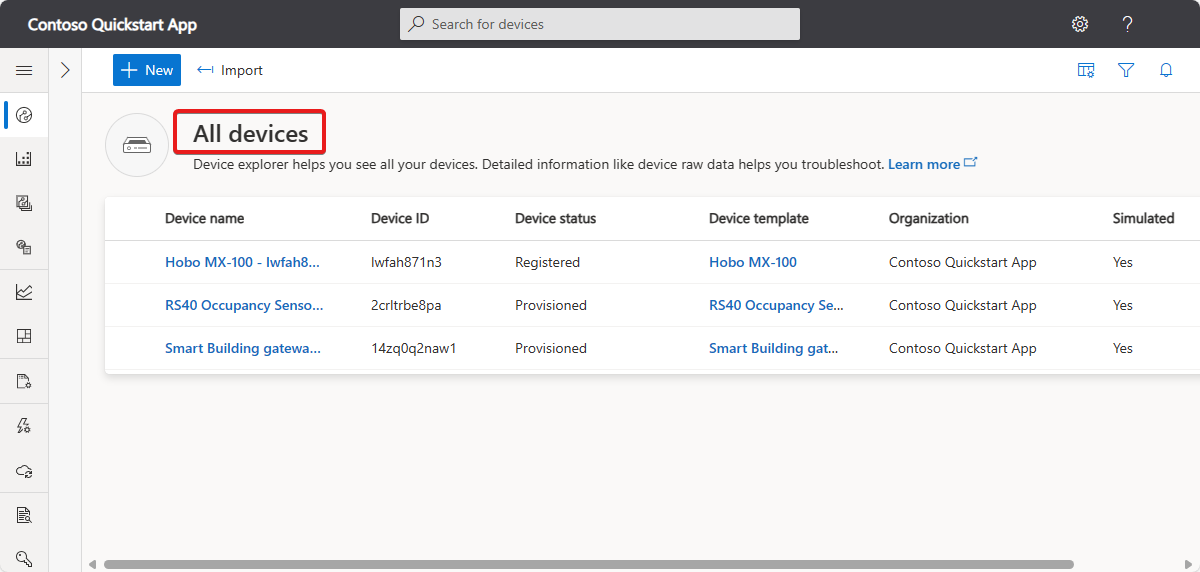 Contoso Quickstart App
Search for devices
?
New Import
All devices
Device explorer helps you see all your devices. Detailed information like device raw data helps you troubleshoot. Learn more
Device name Device ID Device status Device template Organization Simulated
Hobo MX-100 - lwfah8... lwfah871n3 Registered Hobo MX-100 Contoso Quickstart App Yes
RS40 Occupancy Senso... 2crltrbe8pa Provisioned RS40 Occupancy Se... Contoso Quickstart App Yes
Smart Building gatewa... 14zq0q2naw1 Provisioned Smart Building gat... Contoso Quickstart App Yes